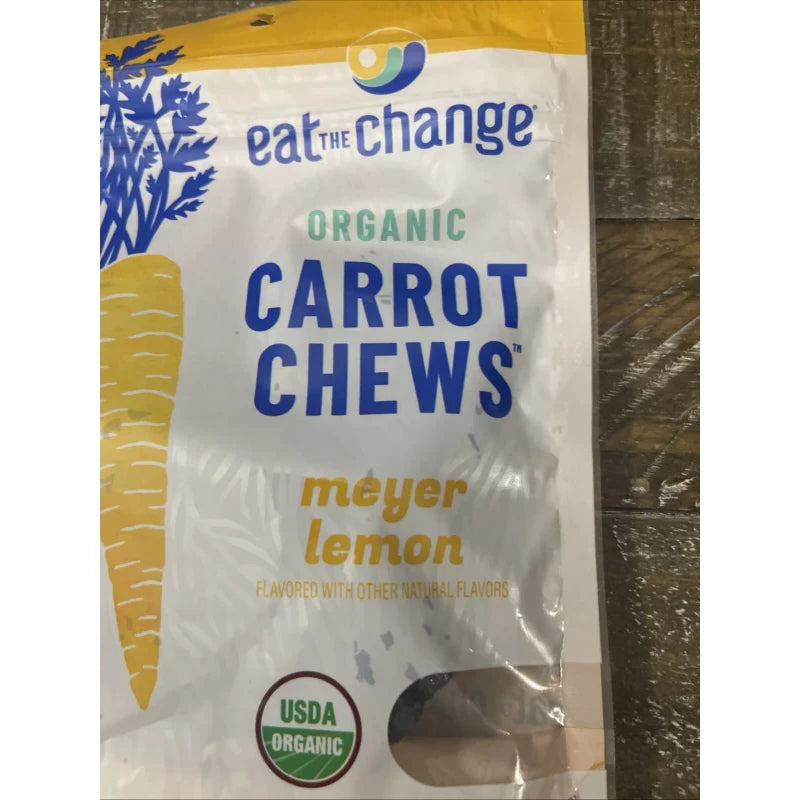 eat THE change®
ORGANIC
CARROT
CHEWS™
meyer
lemon
FLAVORED WITH OTHER NATURAL FLAVORS
USDA
ORGANIC